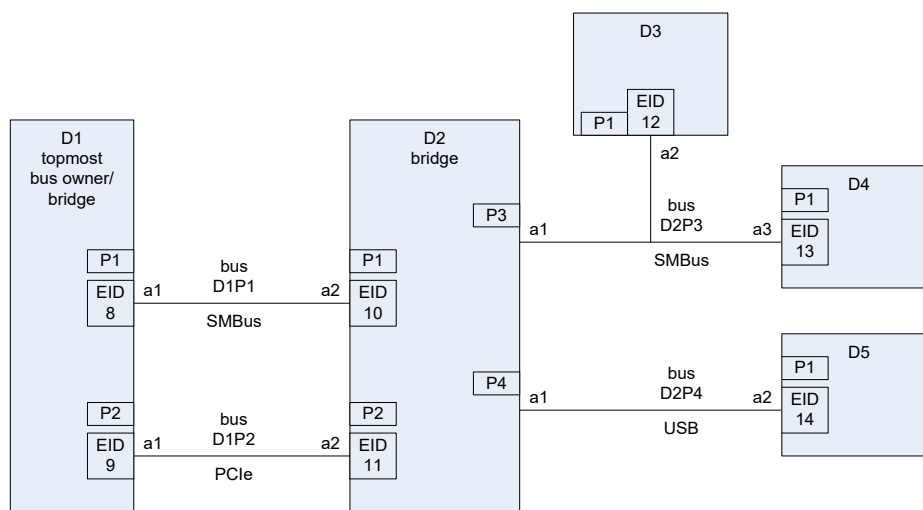 D3
EID
12
P1
a2
D1
topmost
bus owner/
bridge
P1
EID
8
a1
bus
D1P1
a2
SMBus
P2
EID
9
a1
bus
D1P2
a2
PCIe
D2
bridge
P1
EID
10
P2
EID
11
P3
a1
bus
D2P3
a3
SMBus
P4
a1
bus
D2P4
a2
USB
D4
P1
EID
13
D5
P1
EID
14